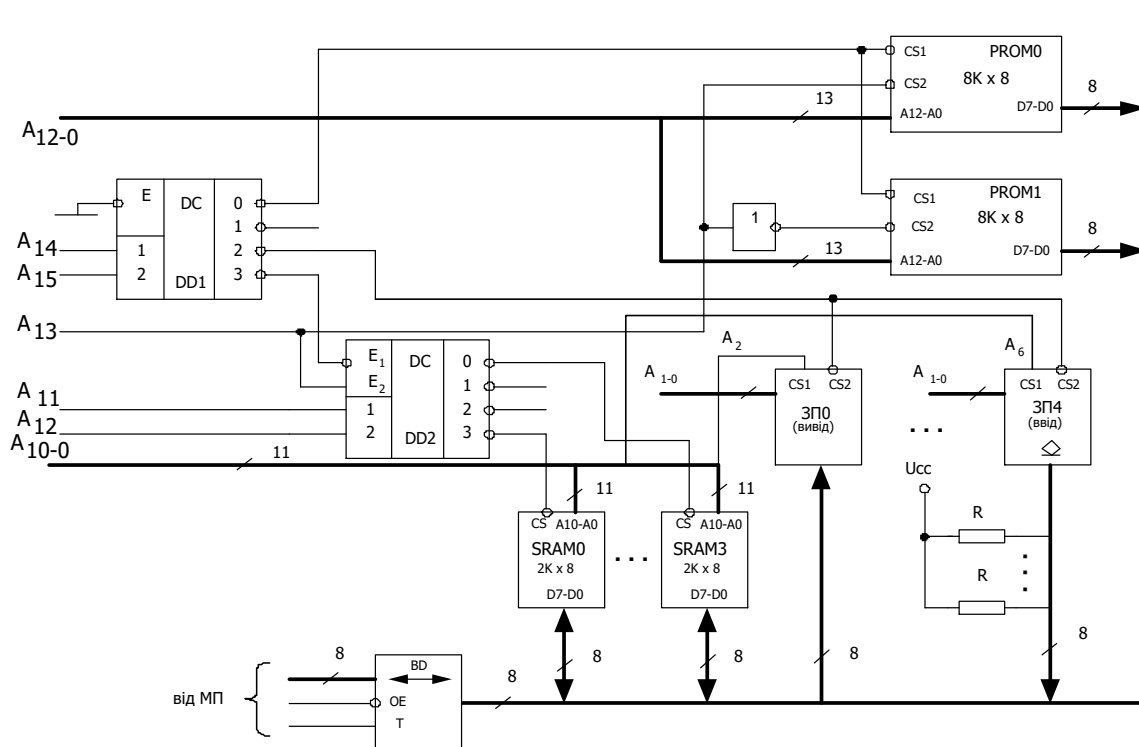 CS1 PROM0
8K x 8
CS2
D7-D0
A12-A0
13
8
A12-0
CS1 PROM1
8K x 8
CS2
D7-D0
A12-A0
1
13
8
E DC 0
1
1 2
2 DD1 3
A14
A15
A13
E1 DC 0
E2 1
1 2
2 DD2 3
A11
A12
A10-0
11
A2
A1-0
CS1 CS2
ЗП0
(вивід)
...
A6
A1-0
CS1 CS2
ЗП4
(ввід)
Ucc
R
R
11
11
CS A10-A0
SRAM0
2K x 8
D7-D0
...
CS A10-A0
SRAM3
2K x 8
D7-D0
8
8
8
8
від МП
8
BD
OE
T
8